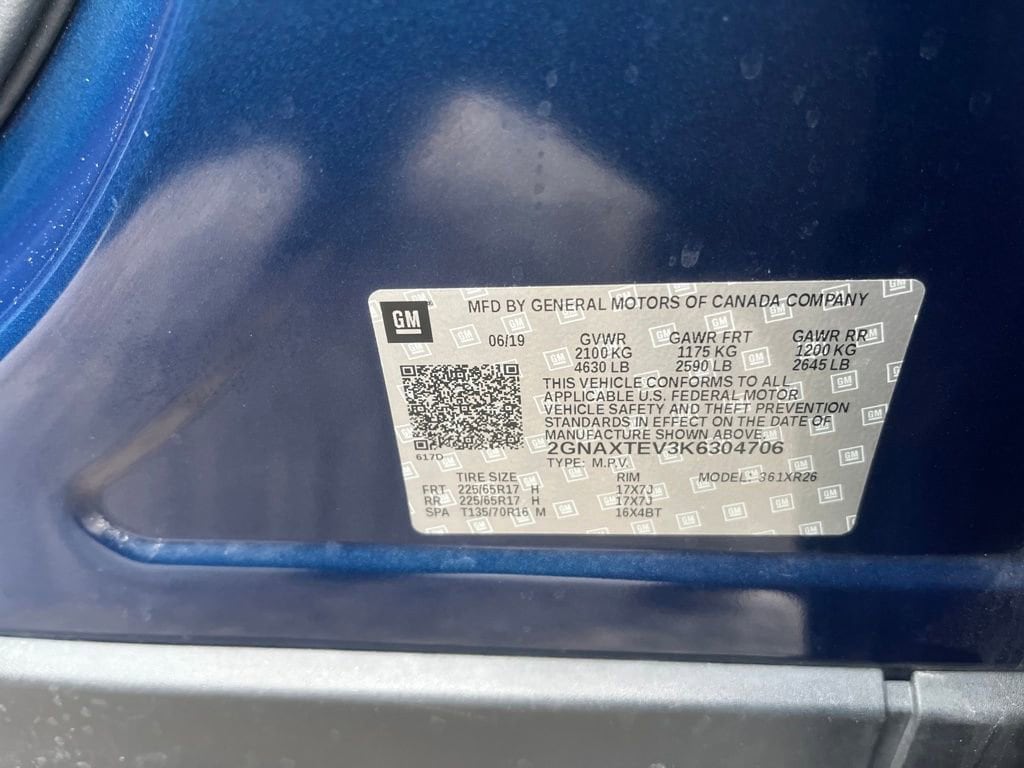 GM MFD BY GENERAL MOTORS OF CANADA COMPANY
06/19 GVWR GAWR FRT GAWR RR
2100 KG 1175 KG 1200 KG
4630 LB 2590 LB 2645 LB
THIS VEHICLE CONFORMS TO ALL
APPLICABLE U.S. FEDERAL MOTOR
VEHICLE SAFETY AND THEFT PREVENTION
STANDARDS IN EFFECT ON THE DATE OF
MANUFACTURE SHOWN ABOVE.
2GNAXTEV3K6304706
617D
TYPE: M.P.V. MODEL: 361XR26
TIRE SIZE RIM
FRT 225/65R17 H 17X7J
RR 225/65R17 H 17X7J
SPA T135/70R16 M 16X4BT